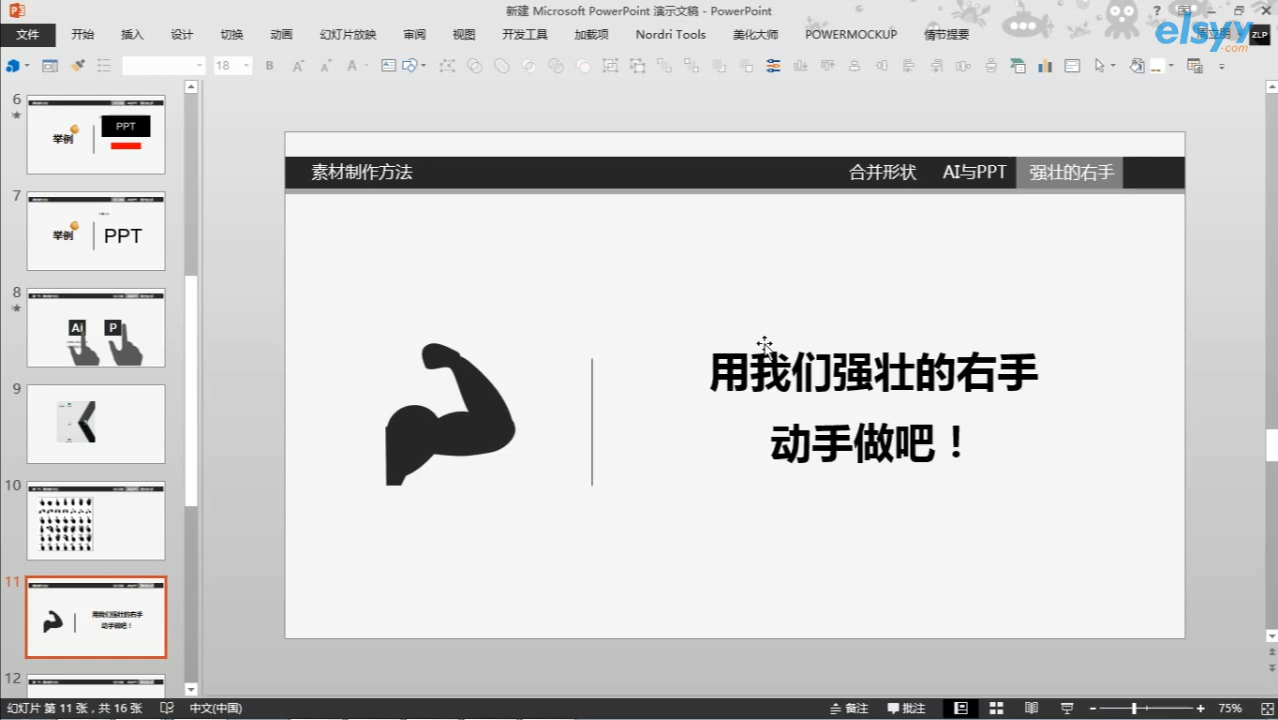 新建 Microsoft PowerPoint 演示文稿 - PowerPoint
elsyy
.com
文件 开始 插入 设计 切换 动画 幻灯片放映 审阅 视图 开发工具 加载项 Nordri Tools 美化大师 POWERMOCKUP 情节提要 ZLP
18
6
举例
PPT
7
举例
PPT
8
Ai P
9
10
11
用我们强壮的右手
动手做吧！
12
素材制作方法 合并形状 AI与PPT 强壮的右手
用我们强壮的右手
动手做吧！
幻灯片 第 11 张，共 16 张 中文(中国) 备注 批注 75%